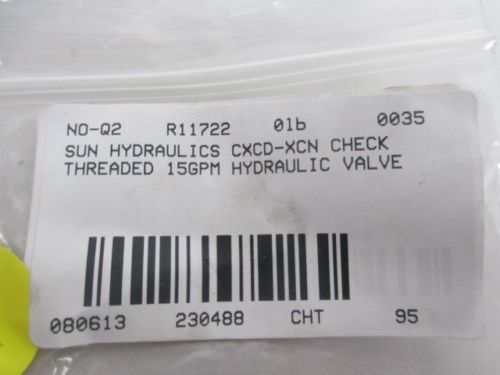 NO-Q2 R11722 01b 0035
SUN HYDRAULICS CXCD-XCN CHECK
THREADED 15GPM HYDRAULIC VALVE
080613 230488 CHT 95